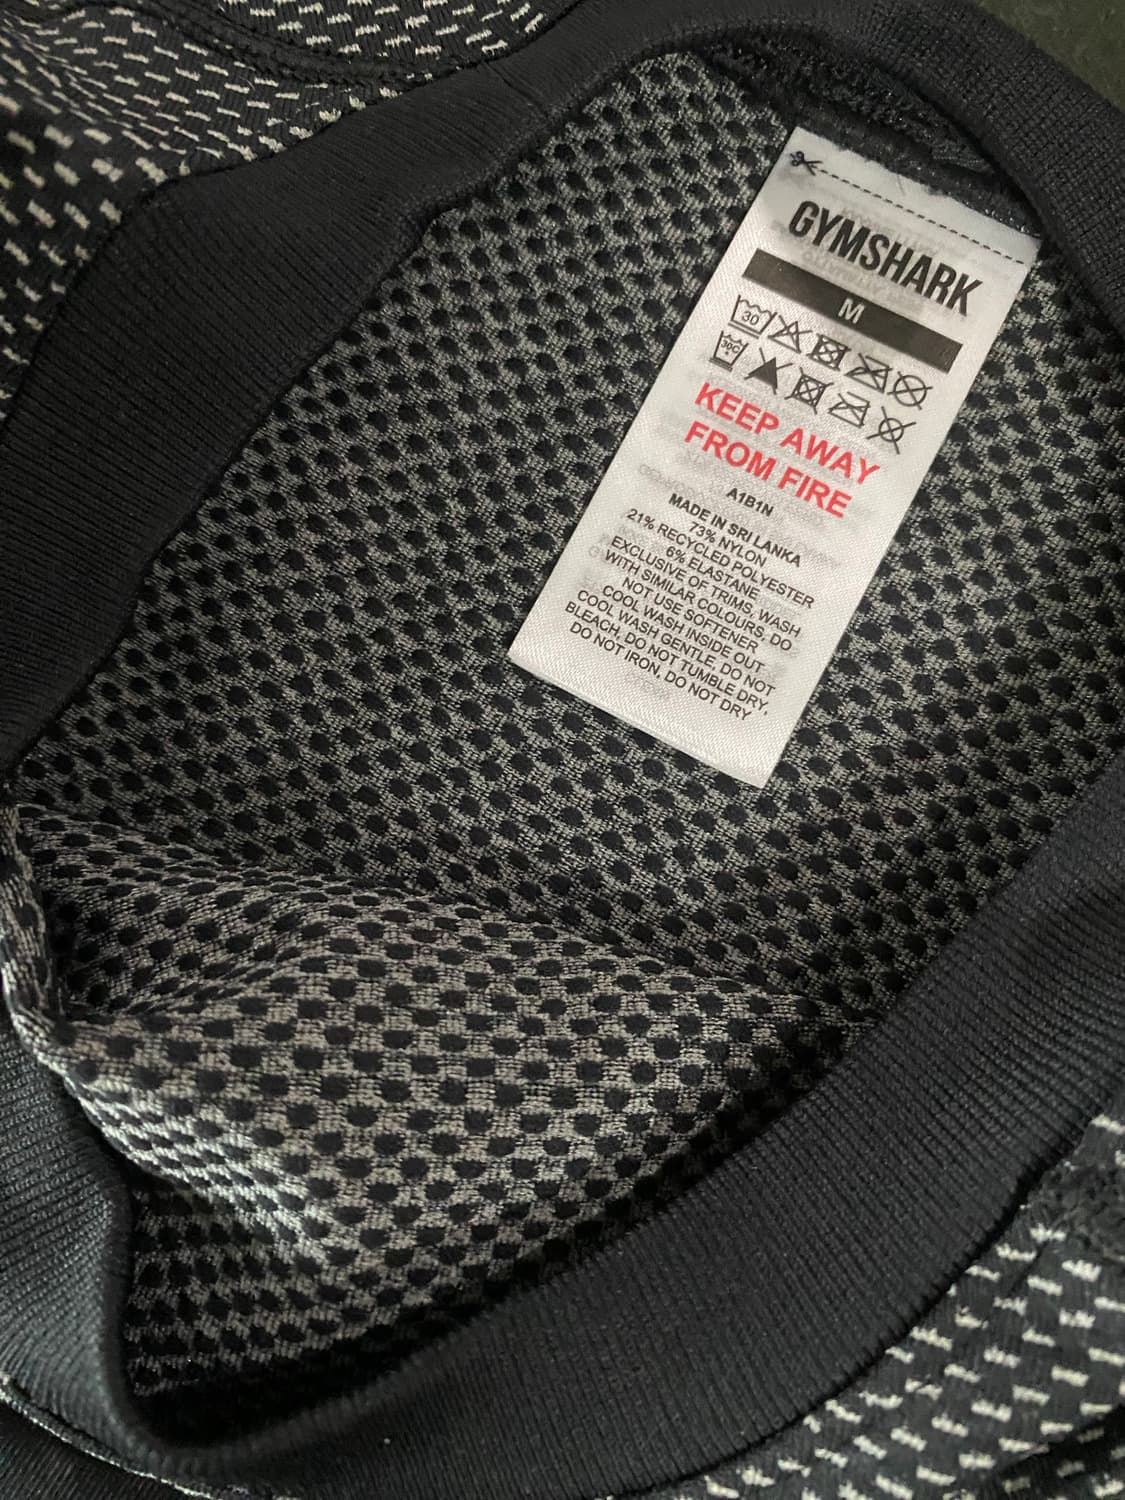 GYMSHARK
M
30
30C
KEEP AWAY
FROM FIRE
A1B1N
MADE IN SRI LANKA
73% NYLON
21% RECYCLED POLYESTER
6% ELASTANE
EXCLUSIVE OF TRIMS. WASH
WITH SIMILAR COLOURS. DO
NOT USE SOFTENER
COOL WASH INSIDE OUT
COOL WASH GENTLE, DO NOT
BLEACH, DO NOT TUMBLE DRY,
DO NOT IRON, DO NOT DRY